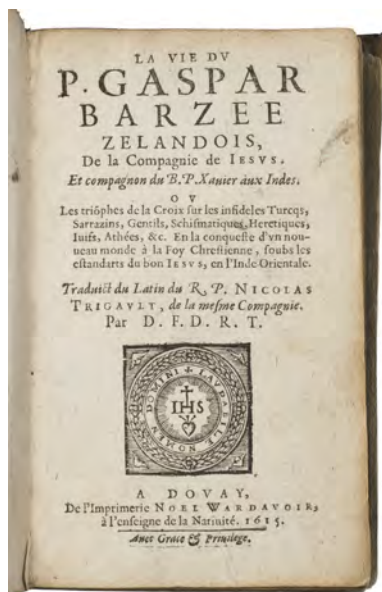 LA VIE DV
P. GASPAR
BARZEE
ZELANDOIS,
De la Compagnie de IESVS.
Et compagnon du B. P. Xauier aux Indes.
OV
Les triõphes de la Croix sur les infideles Turcqs,
Sarrazins, Gentils, Schismatiques, Heretiques,
Iuifs, Athées, &c. En la conqueste d'vn nou-
ueau monde à la Foy Chrestienne, soubs les
estandarts du bon IESVS, en l'Inde Orientale.
Traduict du Latin du R. P. NICOLAS
TRIGAVLT, de la mesme Compagnie.
Par D. F. D. R. T.
LAVDABILE NOMEN DOMINI
IHS
A DOVAY,
De l'Imprimerie NOEL WARDAVOIR,
à l'enseigne de la Natiuité. 1615.
Auec Grace & Priuilege.